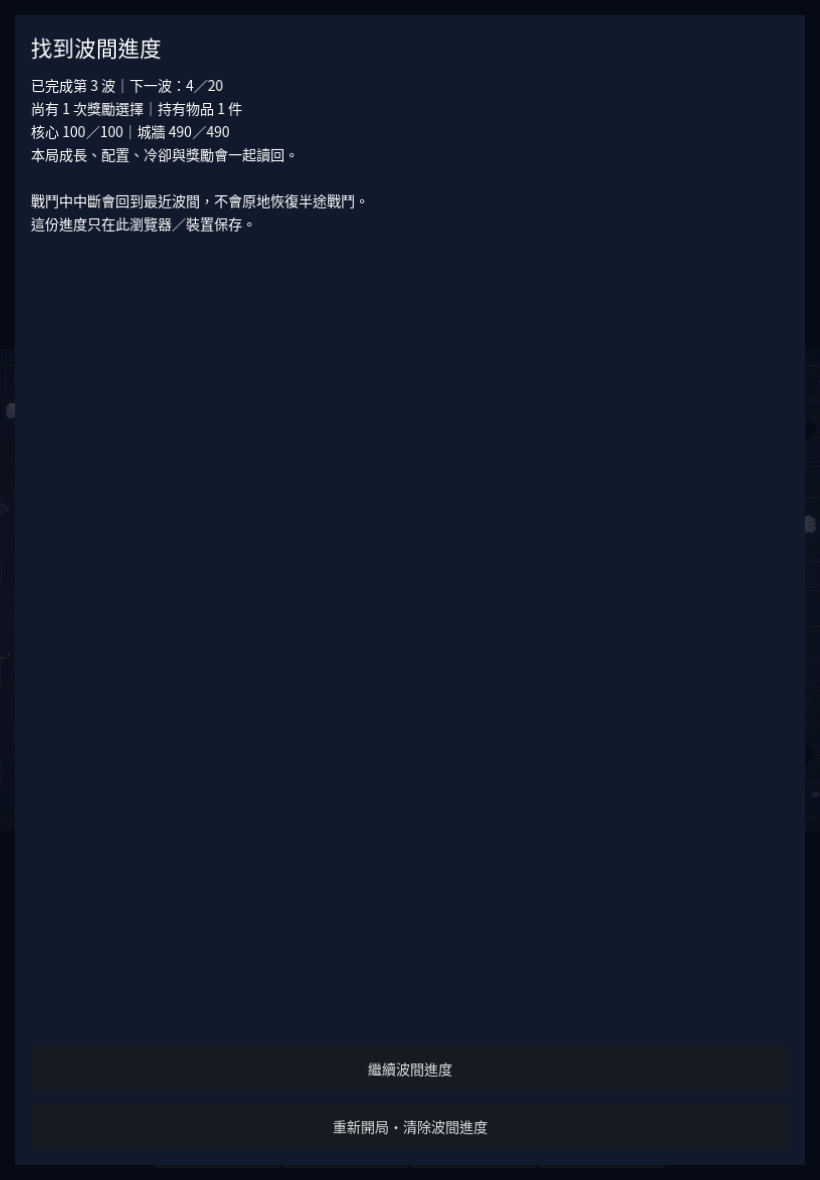 找到波間進度
已完成第 3 波｜下一波：4／20
尚有 1 次獎勵選擇｜持有物品 1 件
核心 100／100｜城牆 490／490
本局成長、配置、冷卻與獎勵會一起讀回。
戰鬥中中斷會回到最近波間，不會原地恢復半途戰鬥。
這份進度只在此瀏覽器／裝置保存。
繼續波間進度
重新開局・清除波間進度